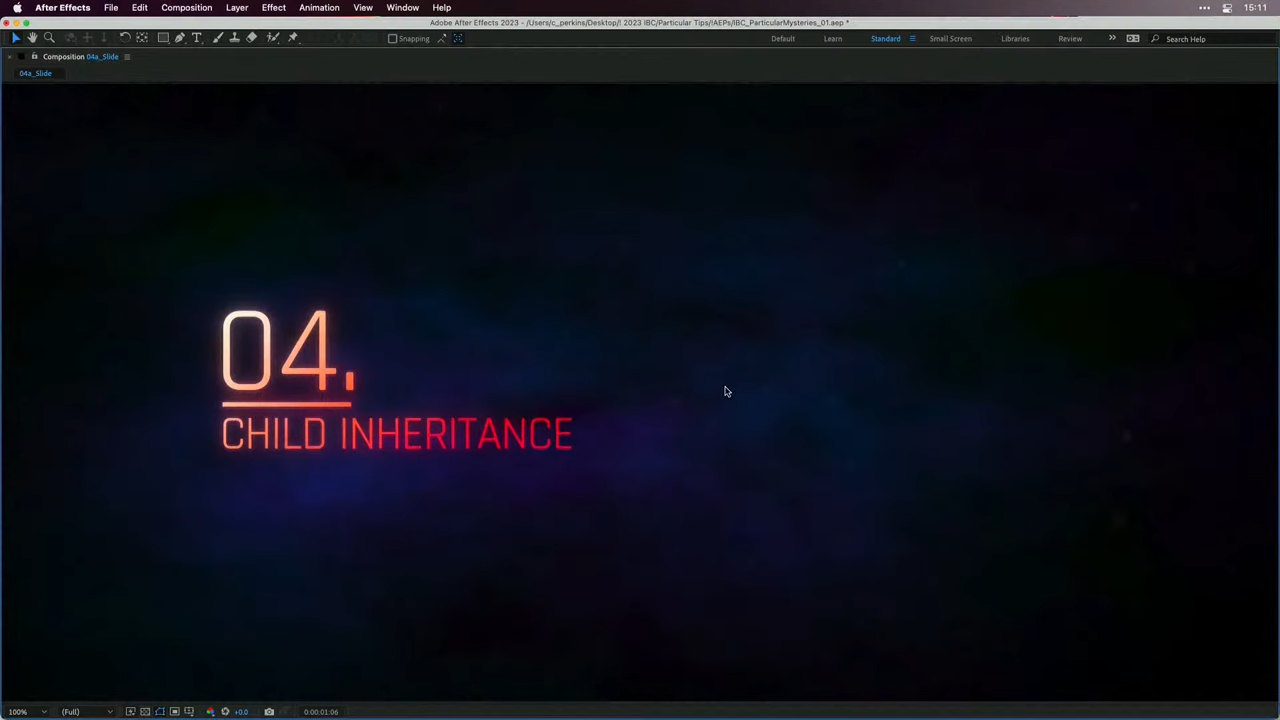 After Effects File Edit Composition Layer Effect Animation View Window Help 15:11
Adobe After Effects 2023 - /Users/c_perkins/Desktop/! 2023 IBC/Particular Tips/!AEPs/IBC_ParticularMysteries_01.aep *
Snapping Default Learn Standard Small Screen Libraries Review Search Help
Composition 04a_Slide
04a_Slide
04.
CHILD INHERITANCE
100% (Full) +0.0 0:00:01:06